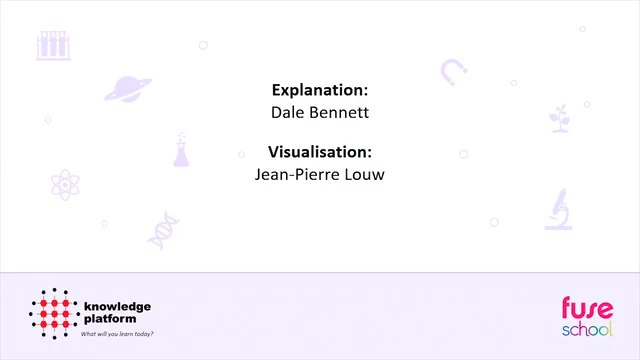 Explanation:
Dale Bennett
Visualisation:
Jean-Pierre Louw
knowledge
platform
What will you learn today?
fuse
school